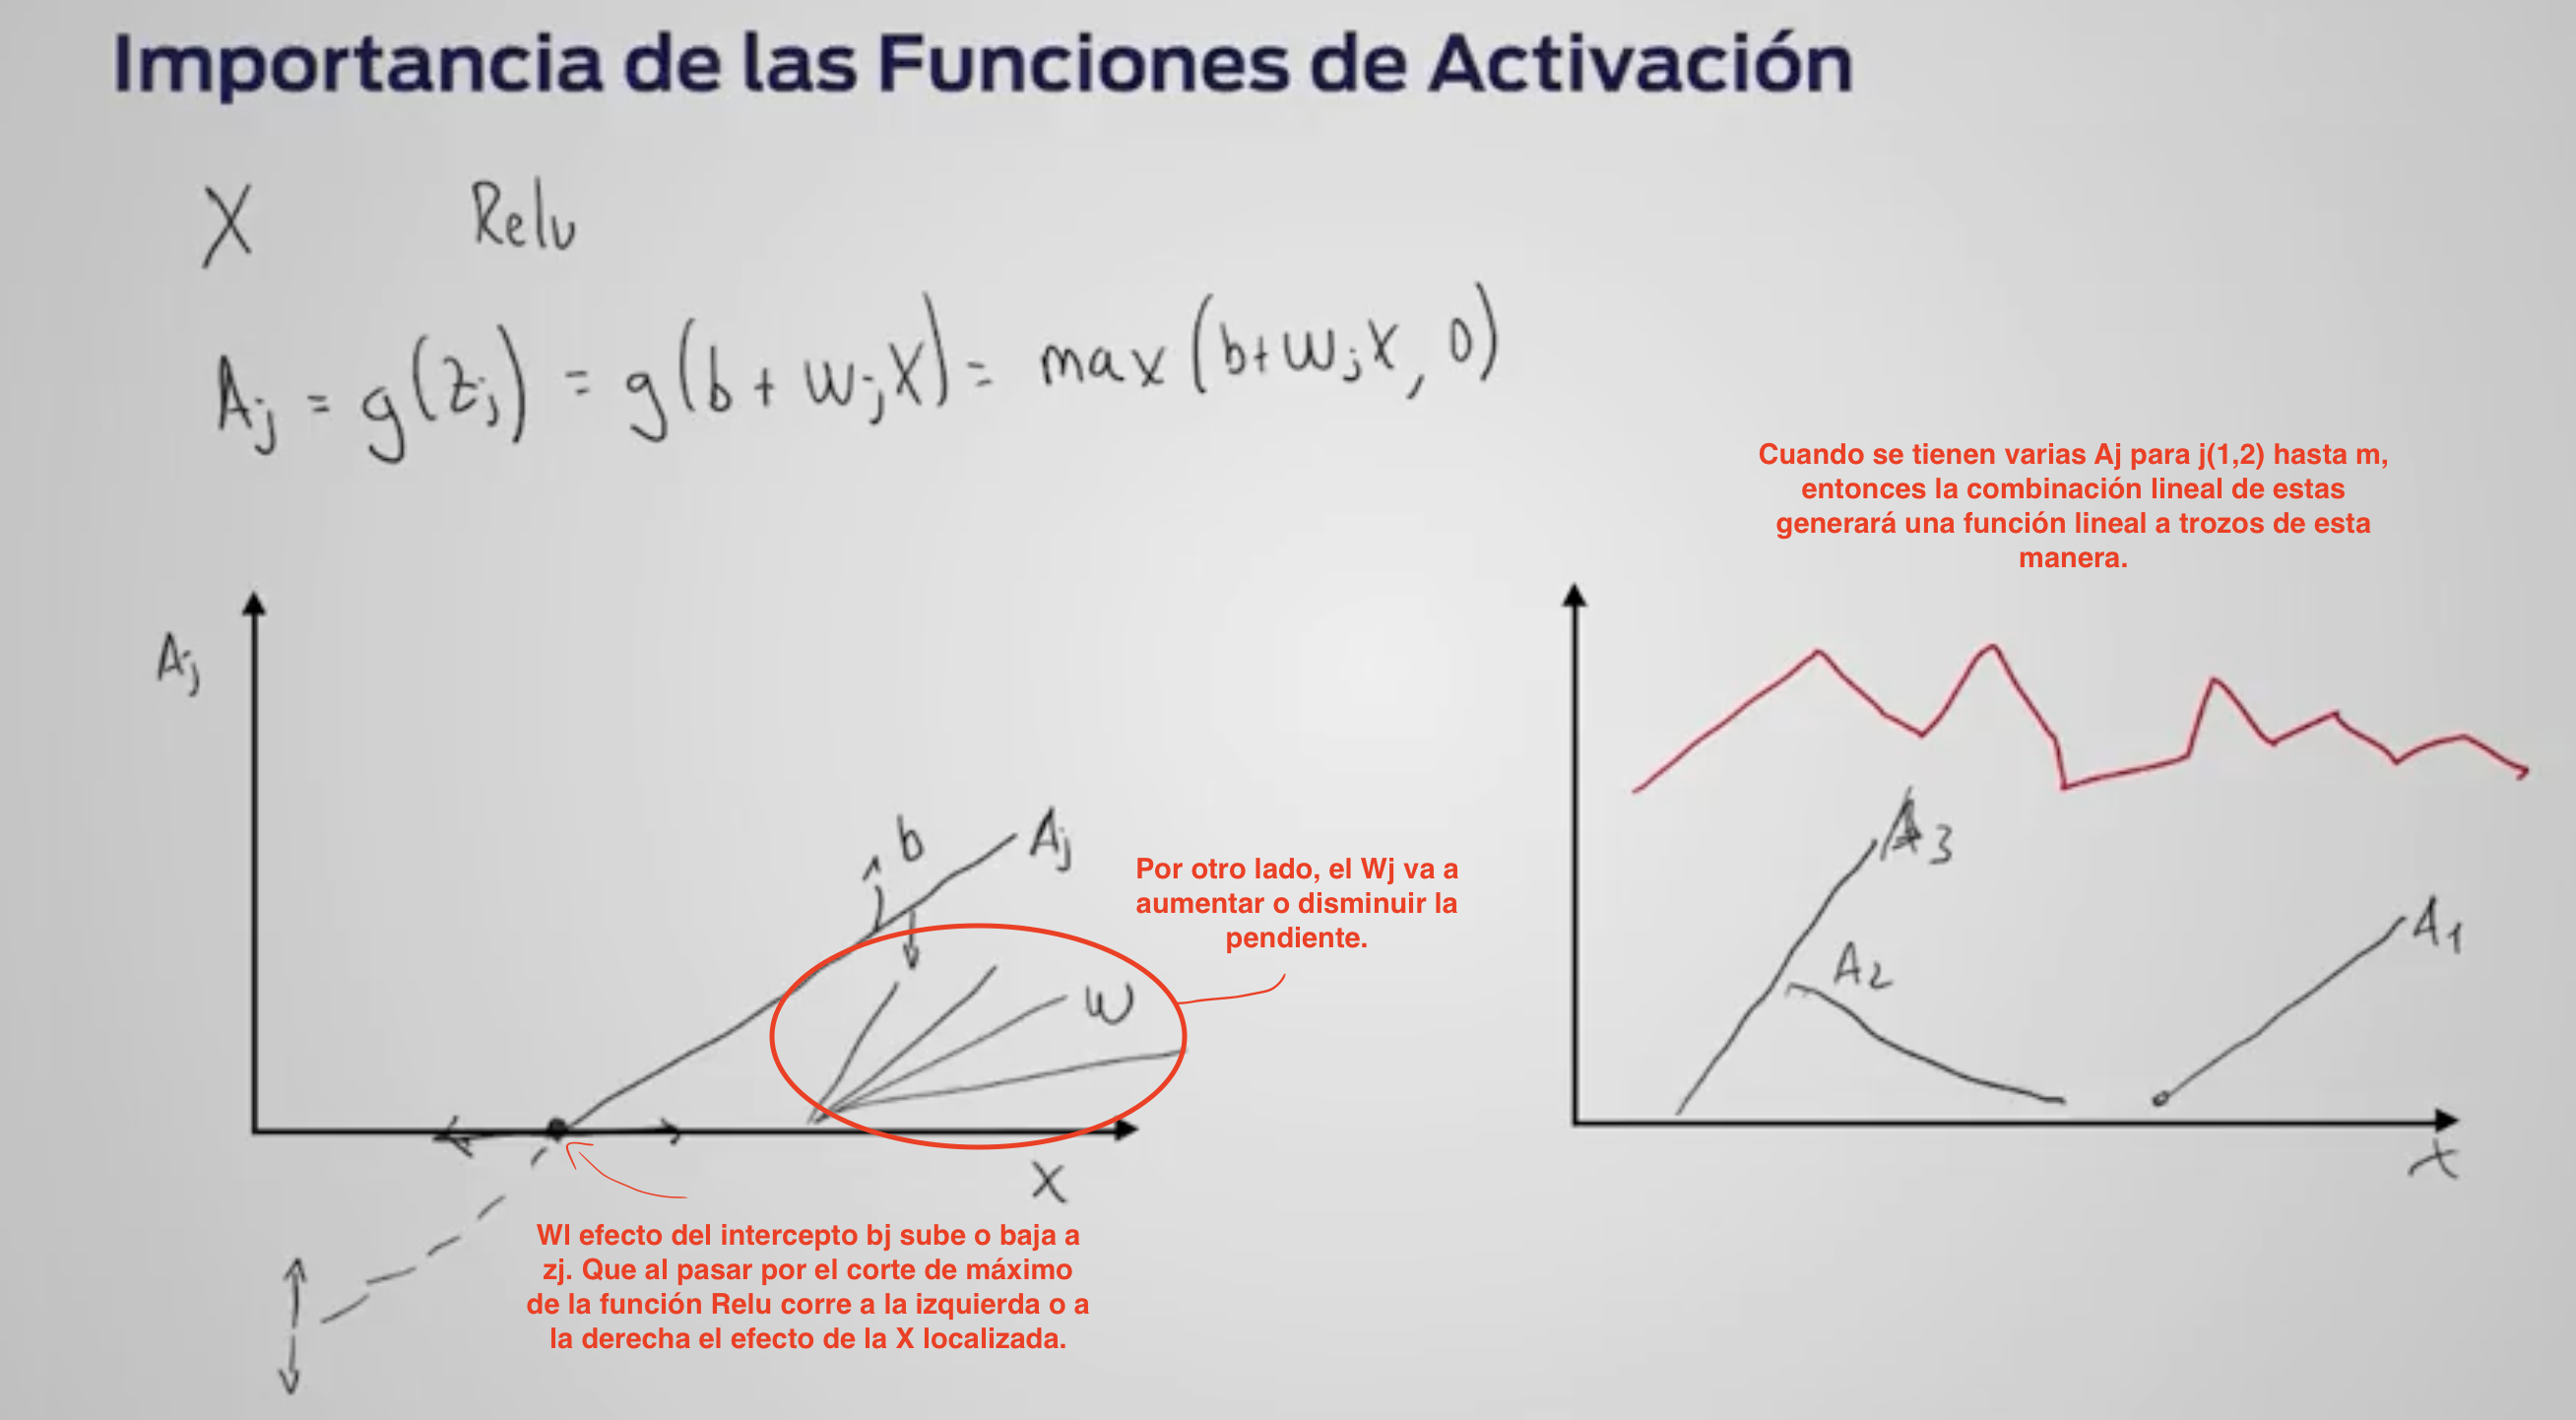 Importancia de las Funciones de Activación
X Relu
Aj = g(zj) = g(b + wjX) = max(b+wjX, 0)
Cuando se tienen varias Aj para j(1,2) hasta m,
entonces la combinación lineal de estas
generará una función lineal a trozos de esta
manera.
Aj
b
Aj
Por otro lado, el Wj va a
aumentar o disminuir la
pendiente.
w
X
Wl efecto del intercepto bj sube o baja a
zj. Que al pasar por el corte de máximo
de la función Relu corre a la izquierda o a
la derecha el efecto de la X localizada.
A3
A2
A1
x